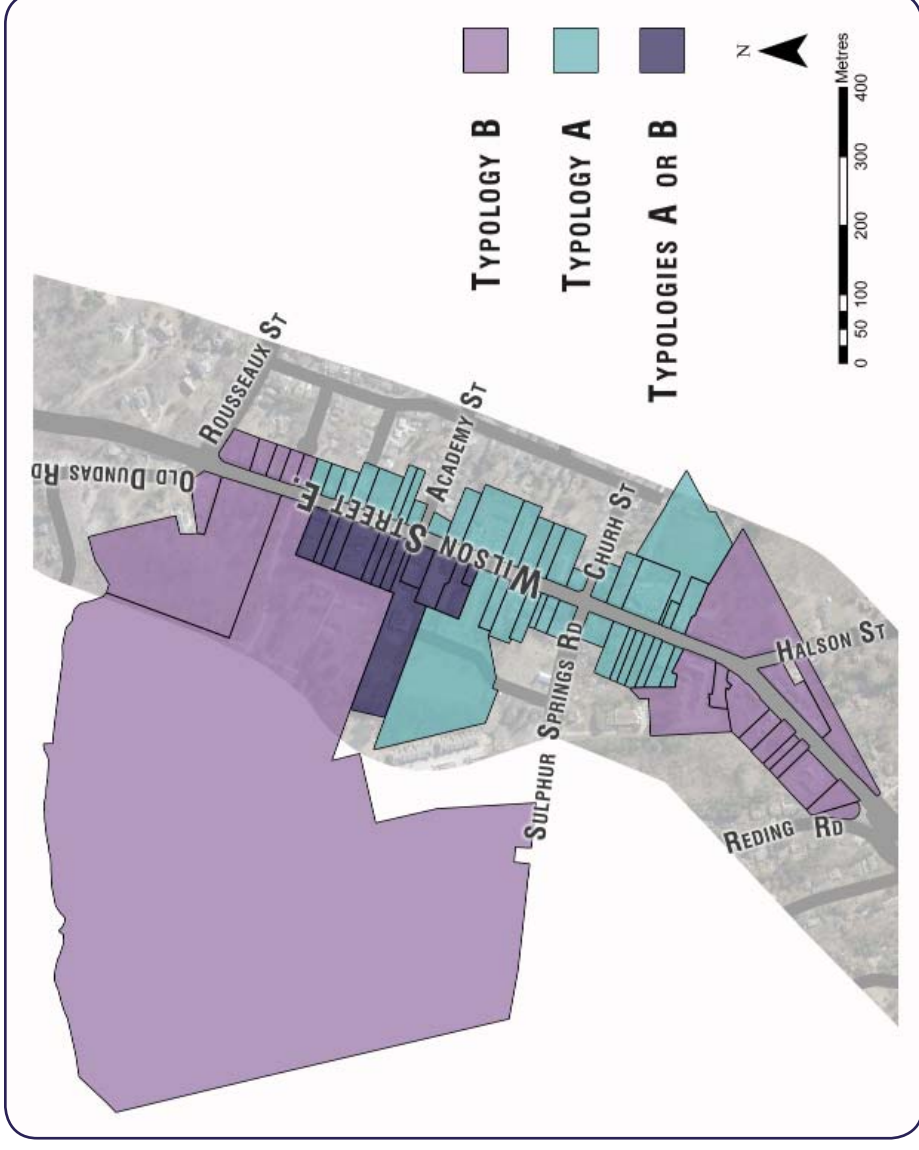 TYPOLOGY B
TYPOLOGY A
TYPOLOGIES A OR B
N
Metres
0 50 100 200 300 400
OLD DUNDAS RD
ROUSSEAUX ST
WILSON STREET E.
ACADEMY ST
CHURH ST
SULPHUR SPRINGS RD
HALSON ST
REDING RD